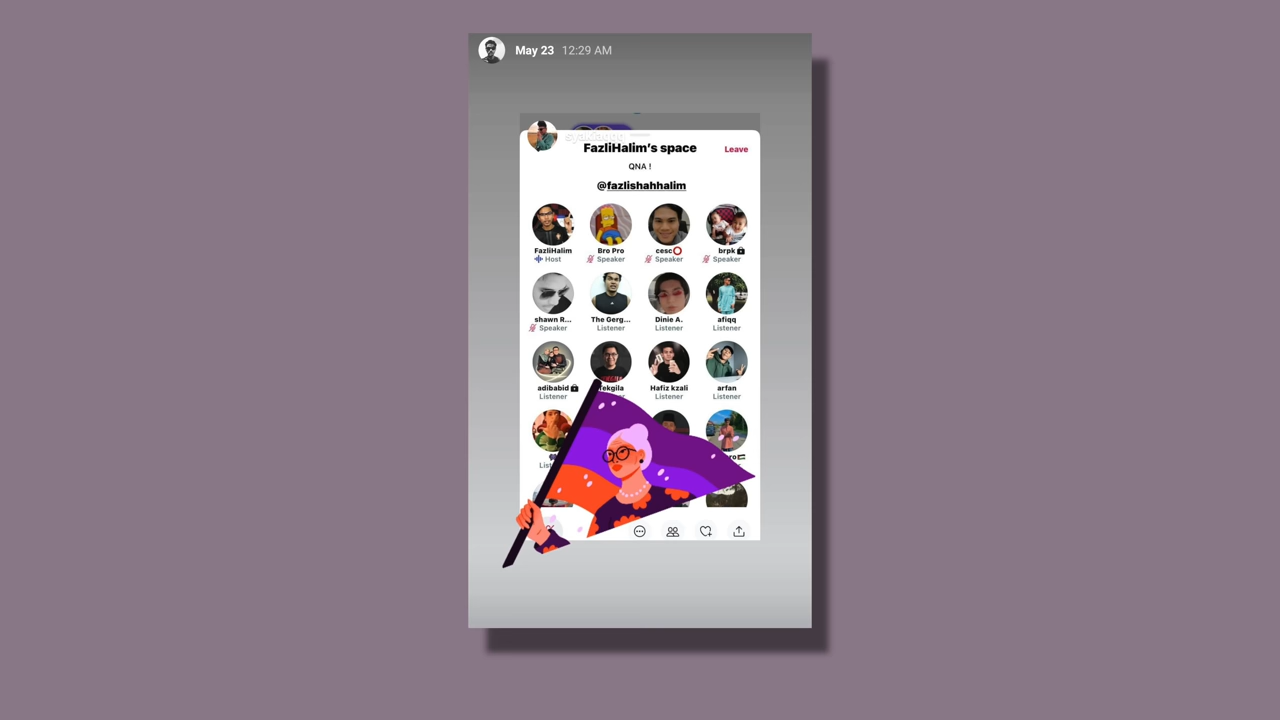 May 23 12:29 AM
FazliHalim's space
Leave
QNA !
@fazlishahhalim
FazliHalim Bro Pro cesc brpk
Host Speaker Speaker Speaker
shawn R... The Gerg... Dinie A. afiqq
Speaker Listener Listener Listener
adibabid Hafiz kzali arfan
Listener Listener Listener